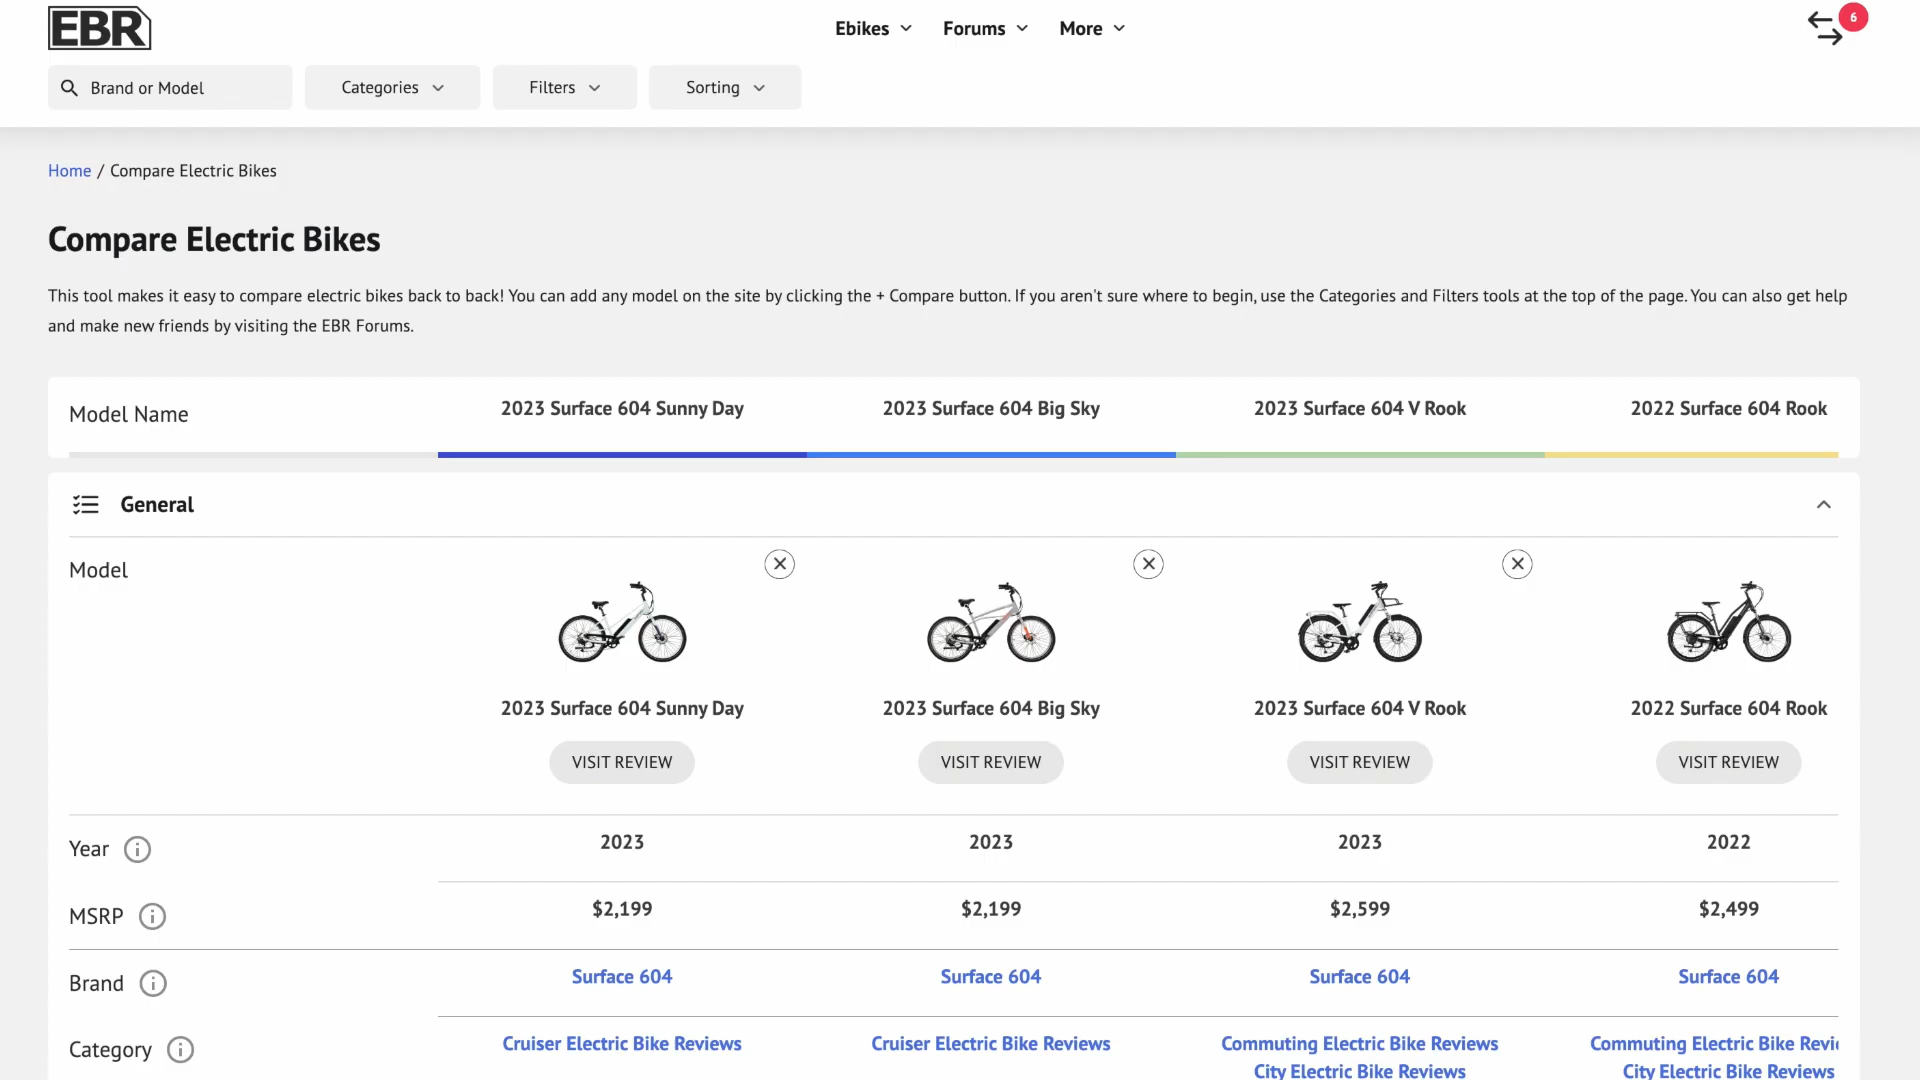 EBR
Ebikes
Forums
More
6
Brand or Model
Categories
Filters
Sorting
Home / Compare Electric Bikes
Compare Electric Bikes
This tool makes it easy to compare electric bikes back to back! You can add any model on the site by clicking the + Compare button. If you aren't sure where to begin, use the Categories and Filters tools at the top of the page. You can also get help
and make new friends by visiting the EBR Forums.
Model Name
2023 Surface 604 Sunny Day
2023 Surface 604 Big Sky
2023 Surface 604 V Rook
2022 Surface 604 Rook
General
Model
2023 Surface 604 Sunny Day
2023 Surface 604 Big Sky
2023 Surface 604 V Rook
2022 Surface 604 Rook
VISIT REVIEW
VISIT REVIEW
VISIT REVIEW
VISIT REVIEW
Year
2023
2023
2023
2022
MSRP
$2,199
$2,199
$2,599
$2,499
Brand
Surface 604
Surface 604
Surface 604
Surface 604
Category
Cruiser Electric Bike Reviews
Cruiser Electric Bike Reviews
Commuting Electric Bike Reviews
City Electric Bike Reviews
Commuting Electric Bike
City Electric Bike Reviews